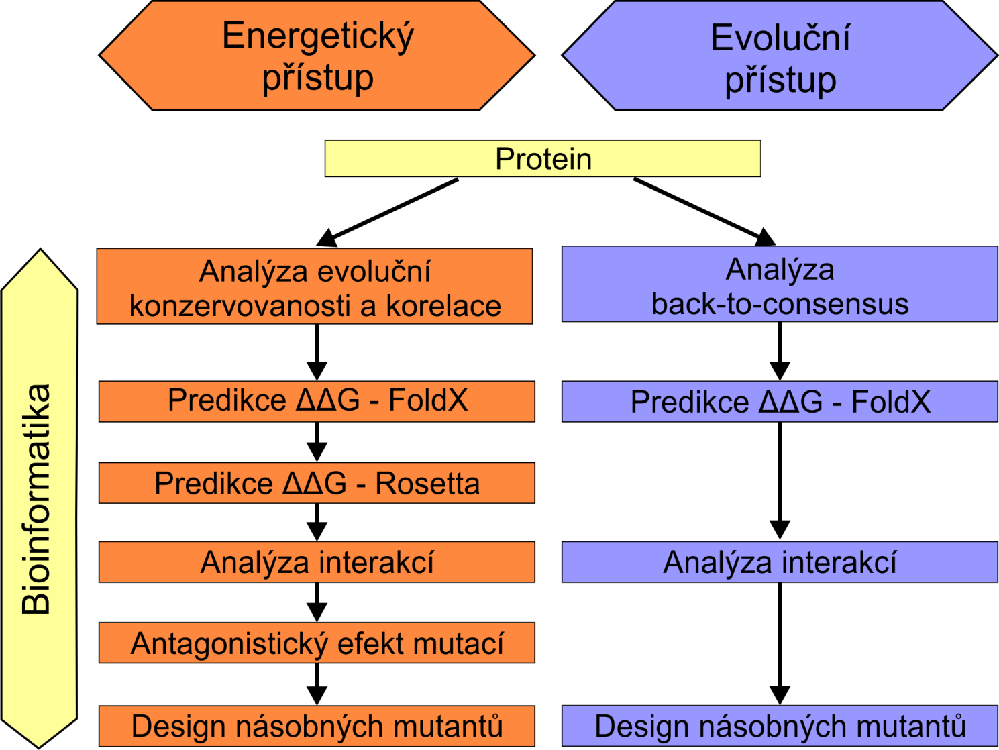 Energetický
přístup
Evoluční
přístup
Protein
Bioinformatika
Analýza evoluční
konzervovanosti a korelace
Predikce ΔΔG - FoldX
Predikce ΔΔG - Rosetta
Analýza interakcí
Antagonistický efekt mutací
Design násobných mutantů
Analýza
back-to-consensus
Predikce ΔΔG - FoldX
Analýza interakcí
Design násobných mutantů